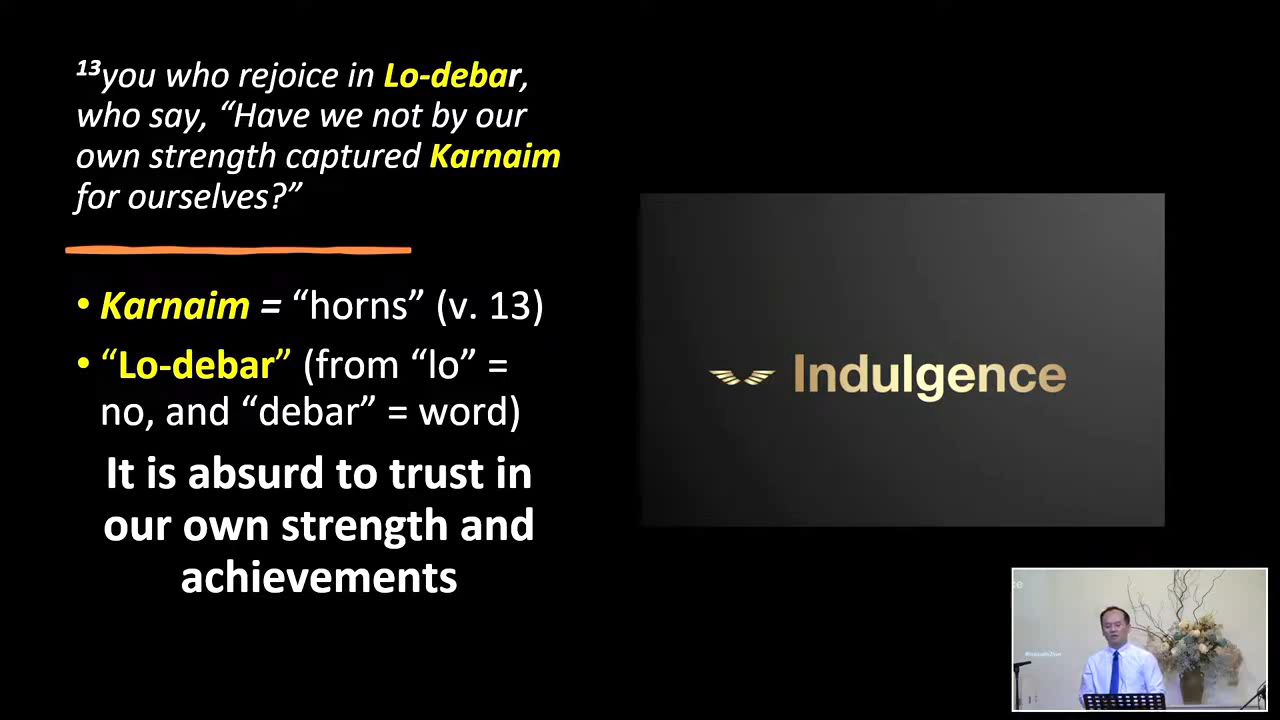 13you who rejoice in Lo-debar,
who say, “Have we not by our
own strength captured Karnaim
for ourselves?”
• Karnaim = “horns” (v. 13)
• “Lo-debar” (from “lo” =
no, and “debar” = word)
It is absurd to trust in
our own strength and
achievements
Indulgence